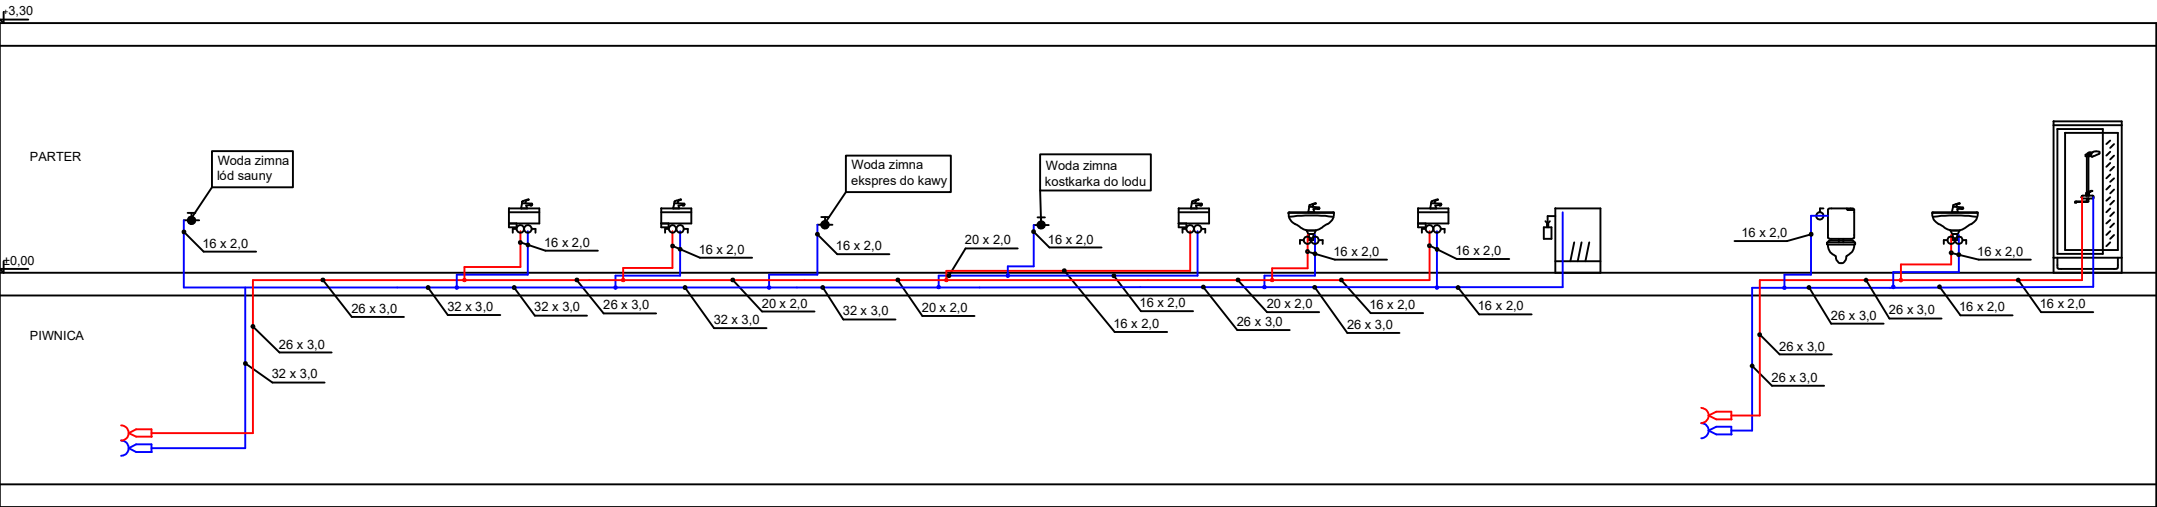 +3,30
PARTER
Woda zimna
lód sauny
Woda zimna
ekspres do kawy
Woda zimna
kostkarka do lodu
16 x 2,0
16 x 2,0
16 x 2,0
16 x 2,0
20 x 2,0
16 x 2,0
16 x 2,0
16 x 2,0
16 x 2,0
16 x 2,0
±0,00
26 x 3,0
32 x 3,0
32 x 3,0
26 x 3,0
32 x 3,0
20 x 2,0
32 x 3,0
20 x 2,0
16 x 2,0
16 x 2,0
26 x 3,0
20 x 2,0
26 x 3,0
16 x 2,0
16 x 2,0
26 x 3,0
26 x 3,0
16 x 2,0
16 x 2,0
PIWNICA
26 x 3,0
32 x 3,0
26 x 3,0
26 x 3,0